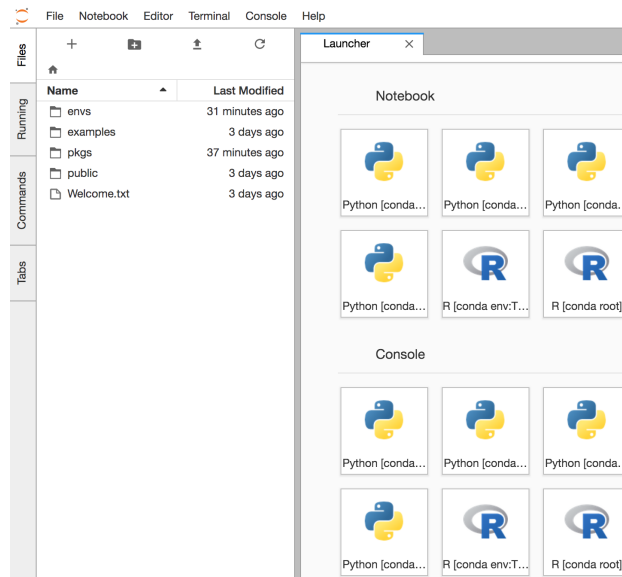 File Notebook Editor Terminal Console Help
Files
Running
Commands
Tabs
Name Last Modified
envs 31 minutes ago
examples 3 days ago
pkgs 37 minutes ago
public 3 days ago
Welcome.txt 3 days ago
Launcher
Notebook
Python [conda... Python [conda... Python [conda.
Python [conda... R [conda env:T... R [conda root]
Console
Python [conda... Python [conda... Python [conda.
Python [conda... R [conda env:T... R [conda root]